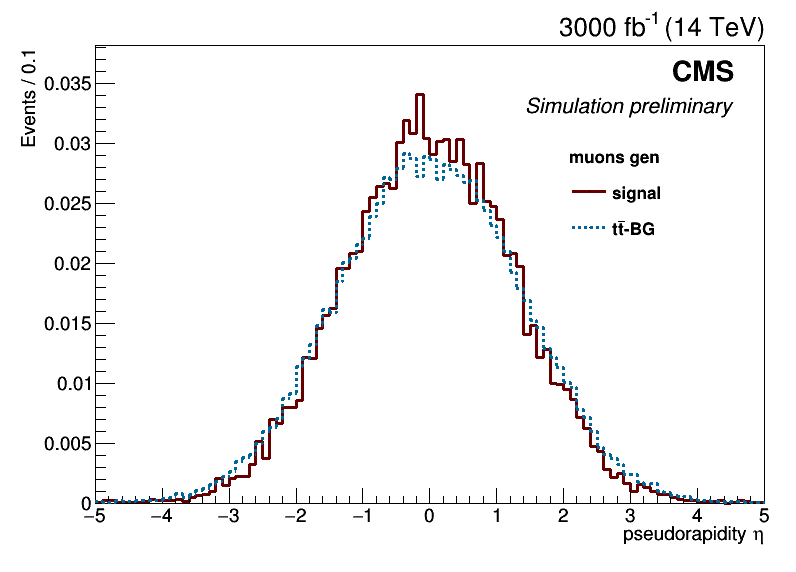 3000 fb⁻¹ (14 TeV)
CMS
Simulation preliminary
muons gen
signal
tt̄-BG
Events / 0.1
0.035
0.03
0.025
0.02
0.015
0.01
0.005
0
−5 −4 −3 −2 −1 0 1 2 3 4 5
pseudorapidity η